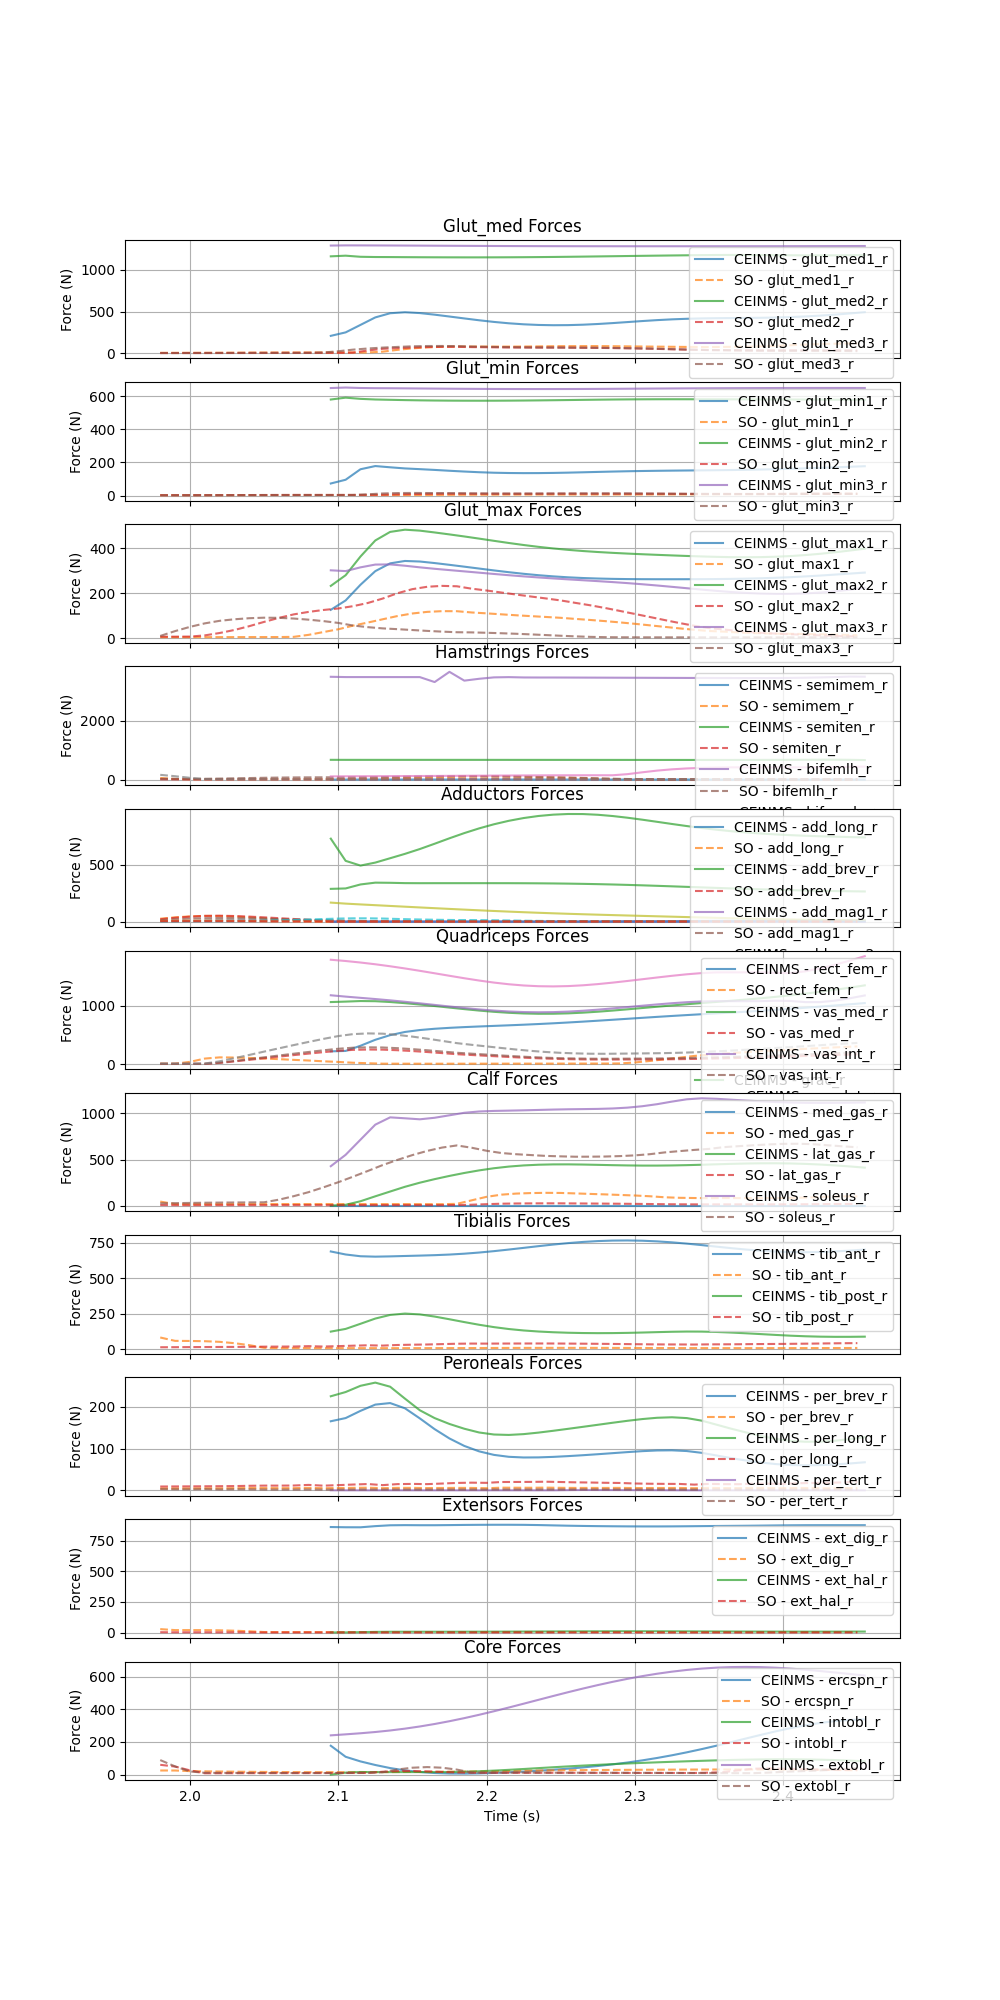 Glut_med Forces
Force (N)
1000
500
0
CEINMS - glut_med1_r
SO - glut_med1_r
CEINMS - glut_med2_r
SO - glut_med2_r
CEINMS - glut_med3_r
SO - glut_med3_r
Glut_min Forces
Force (N)
600
400
200
0
CEINMS - glut_min1_r
SO - glut_min1_r
CEINMS - glut_min2_r
SO - glut_min2_r
CEINMS - glut_min3_r
SO - glut_min3_r
Glut_max Forces
Force (N)
400
200
0
CEINMS - glut_max1_r
SO - glut_max1_r
CEINMS - glut_max2_r
SO - glut_max2_r
CEINMS - glut_max3_r
SO - glut_max3_r
Hamstrings Forces
Force (N)
2000
0
CEINMS - semimem_r
SO - semimem_r
CEINMS - semiten_r
SO - semiten_r
CEINMS - bifemlh_r
SO - bifemlh_r
Adductors Forces
Force (N)
500
0
CEINMS - add_long_r
SO - add_long_r
CEINMS - add_brev_r
SO - add_brev_r
CEINMS - add_mag1_r
SO - add_mag1_r
Quadriceps Forces
Force (N)
1000
0
CEINMS - rect_fem_r
SO - rect_fem_r
CEINMS - vas_med_r
SO - vas_med_r
CEINMS - vas_int_r
SO - vas_int_r
CEINMS - grac_r
Calf Forces
Force (N)
1000
500
0
CEINMS - med_gas_r
SO - med_gas_r
CEINMS - lat_gas_r
SO - lat_gas_r
CEINMS - soleus_r
SO - soleus_r
Tibialis Forces
Force (N)
750
500
250
0
CEINMS - tib_ant_r
SO - tib_ant_r
CEINMS - tib_post_r
SO - tib_post_r
Peroneals Forces
Force (N)
200
100
0
CEINMS - per_brev_r
SO - per_brev_r
CEINMS - per_long_r
SO - per_long_r
CEINMS - per_tert_r
SO - per_tert_r
Extensors Forces
Force (N)
750
500
250
0
CEINMS - ext_dig_r
SO - ext_dig_r
CEINMS - ext_hal_r
SO - ext_hal_r
Core Forces
Force (N)
600
400
200
0
CEINMS - ercspn_r
SO - ercspn_r
CEINMS - intobl_r
SO - intobl_r
CEINMS - extobl_r
SO - extobl_r
2.0 2.1 2.2 2.3 2.4
Time (s)